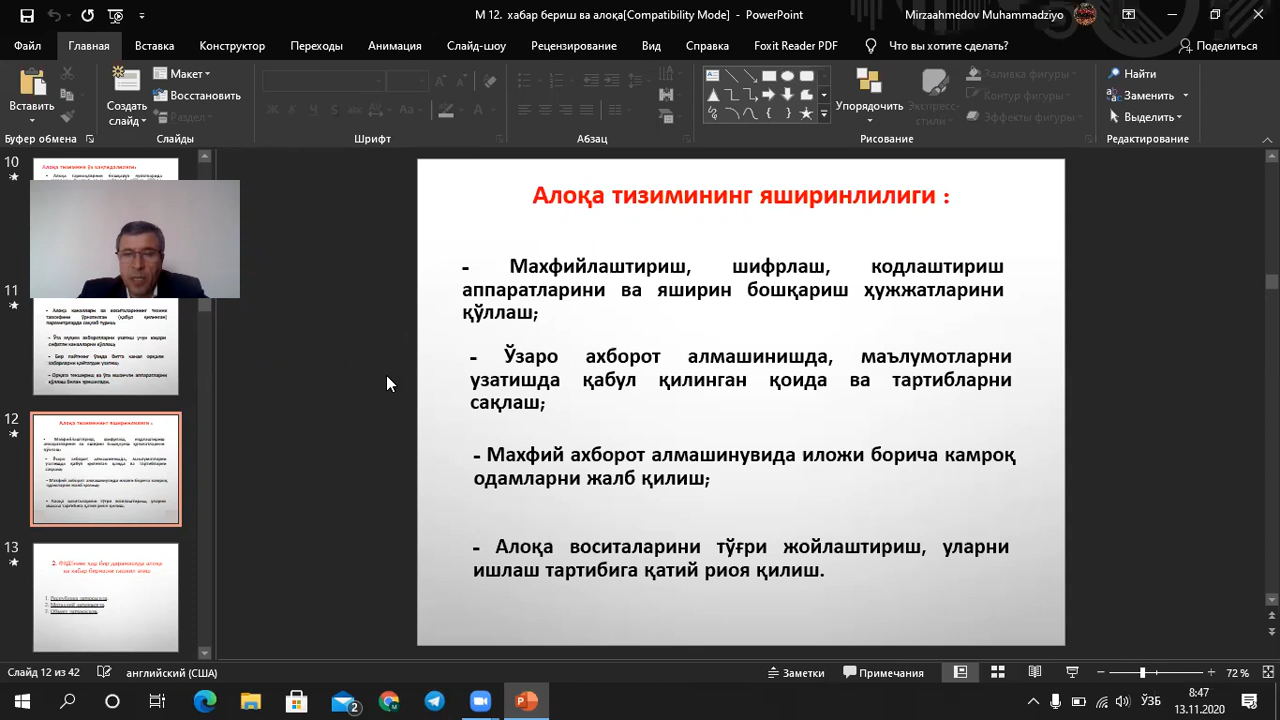 М 12. хабар бериш ва алоқа[Compatibility Mode] - PowerPoint
Mirzaahmedov Muhammadziyo
Файл Главная Вставка Конструктор Переходы Анимация Слайд-шоу Рецензирование Вид Справка Foxit Reader PDF Что вы хотите сделать? Поделиться
Вставить
Создать слайд
Макет
Восстановить
Раздел
Упорядочить
Экспресс-стили
Заливка фигуры
Контур фигуры
Эффекты фигуры
Найти
Заменить
Выделить
Буфер обмена Слайды Шрифт Абзац Рисование Редактирование
10
11
12
13
Алоқа тизимининг яширинлилиги :
- Махфийлаштириш, шифрлаш, кодлаштириш
аппаратларини ва яширин бошқариш ҳужжатларини
қўллаш;
- Ўзаро ахборот алмашинишда, маълумотларни
узатишда қабул қилинган қоида ва тартибларни
сақлаш;
- Махфий ахборот алмашинувида иложи борича камроқ
одамларни жалб қилиш;
- Алоқа воситаларини тўғри жойлаштириш, уларни
ишлаш тартибига қатий риоя қилиш.
Слайд 12 из 42 английский (США) Заметки Примечания 72 %
2
ЎЗБ
8:47
13.11.2020